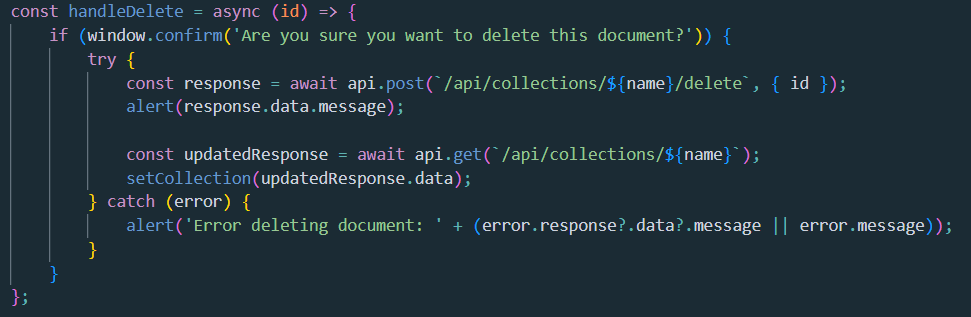 const handleDelete = async (id) => {
    if (window.confirm('Are you sure you want to delete this document?')) {
        try {
            const response = await api.post(`/api/collections/${name}/delete`, { id });
            alert(response.data.message);

            const updatedResponse = await api.get(`/api/collections/${name}`);
            setCollection(updatedResponse.data);
        } catch (error) {
            alert('Error deleting document: ' + (error.response?.data?.message || error.message));
        }
    }
};